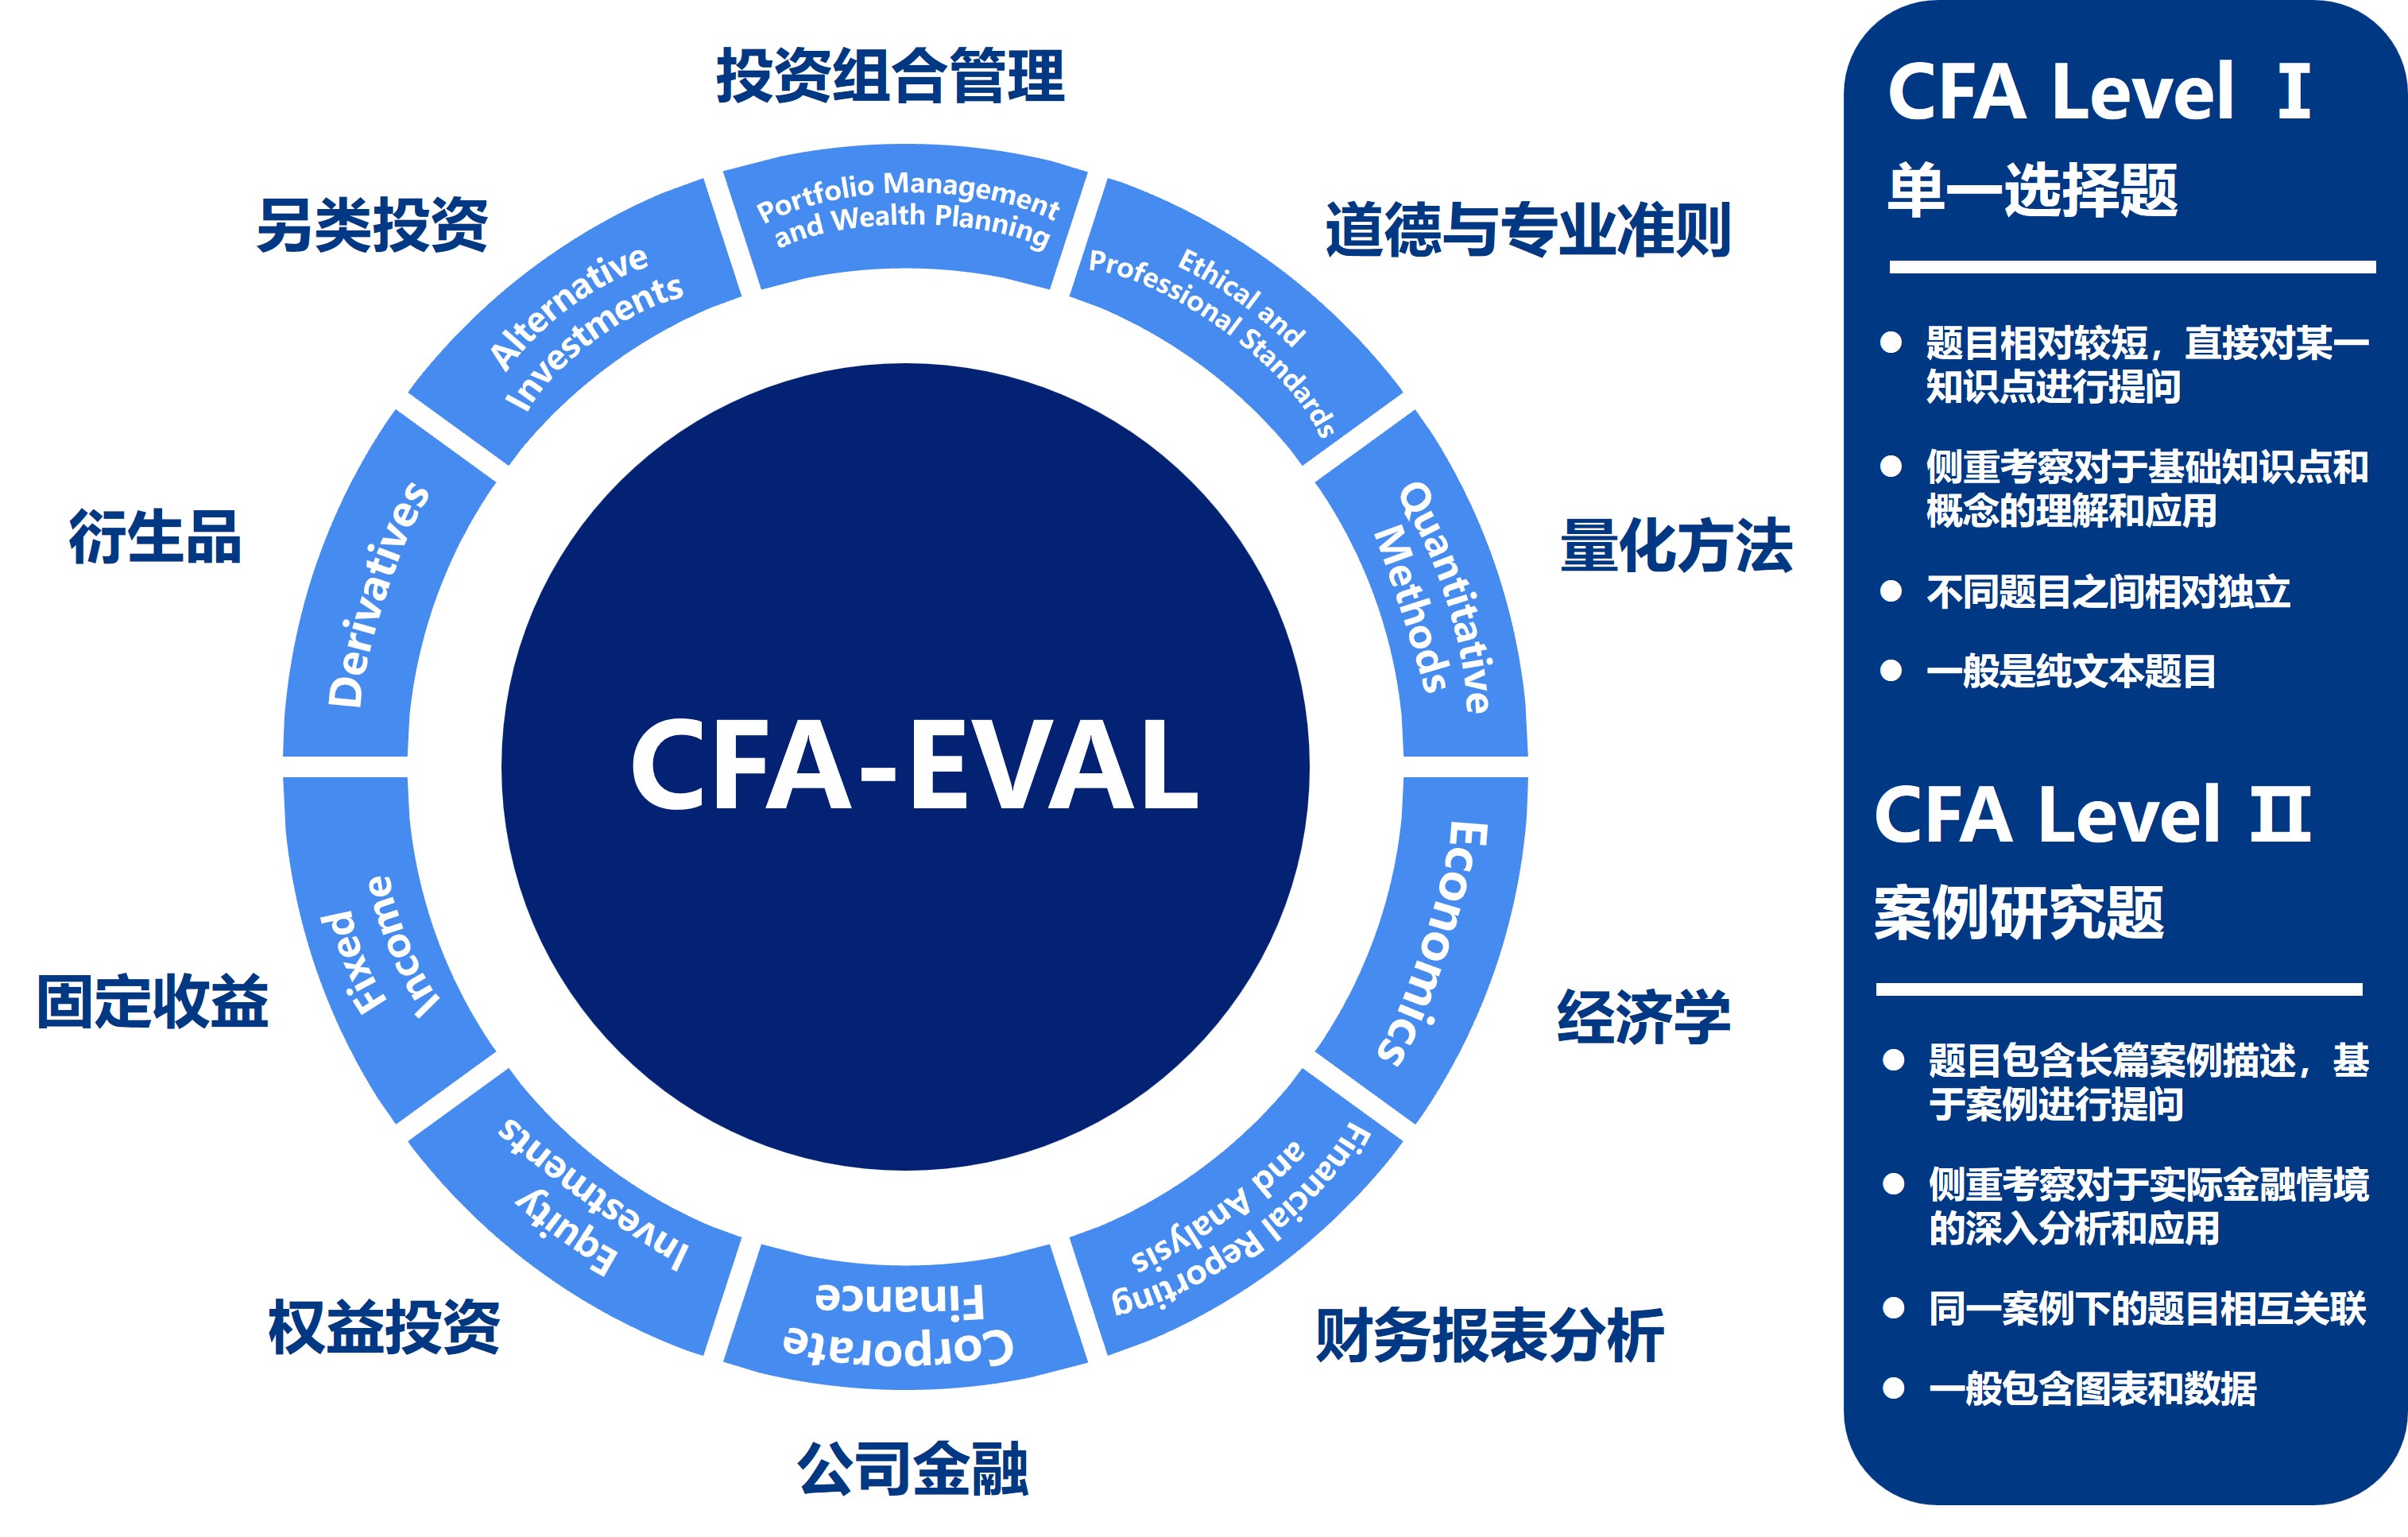 投资组合管理
Portfolio Management
and Wealth Planning
道德与专业准则
Ethical and
Professional Standards
量化方法
Quantitative
Methods
经济学
Economics
财务报表分析
Financial Reporting
and Analysis
公司金融
Corporate
Finance
权益投资
Equity
Investments
固定收益
Fixed
Income
衍生品
Derivatives
另类投资
Alternative
Investments
CFA-EVAL
CFA Level Ⅰ
单一选择题
● 题目相对较短，直接对某一
知识点进行提问
● 侧重考察对于基础知识点和
概念的理解和应用
● 不同题目之间相对独立
● 一般是纯文本题目
CFA Level Ⅱ
案例研究题
● 题目包含长篇案例描述，基
于案例进行提问
● 侧重考察对于实际金融情境
的深入分析和应用
● 同一案例下的题目相互关联
● 一般包含图表和数据